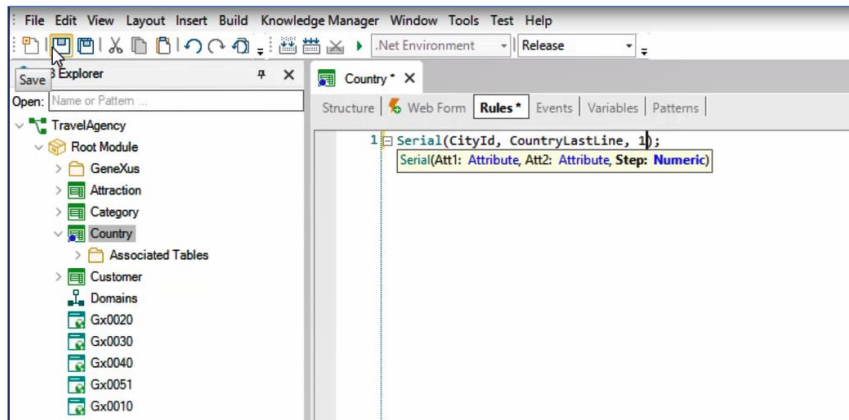 File Edit View Layout Insert Build Knowledge Manager Window Tools Test Help
.Net Environment Release
Save
Explorer
Open: Name or Pattern ...
TravelAgency
Root Module
GeneXus
Attraction
Category
Country
Associated Tables
Customer
Domains
Gx0020
Gx0030
Gx0040
Gx0051
Gx0010
Country *
Structure Web Form Rules * Events Variables Patterns
1 Serial(CityId, CountryLastLine, 1);
Serial(Att1: Attribute, Att2: Attribute, Step: Numeric)